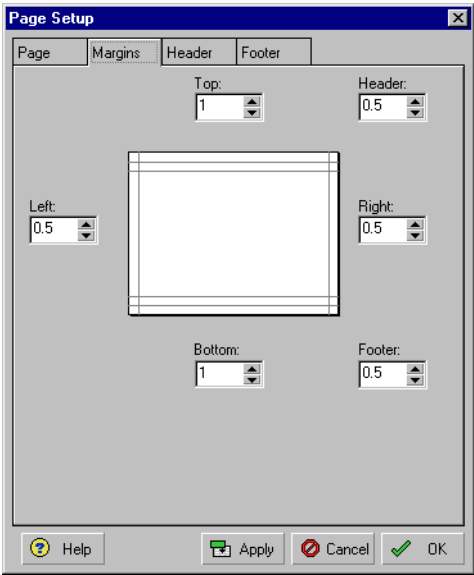 Page Setup
Page Margins Header Footer
Top: Header:
1 0.5
Left: Right:
0.5 0.5
Bottom: Footer:
1 0.5
Help Apply Cancel OK